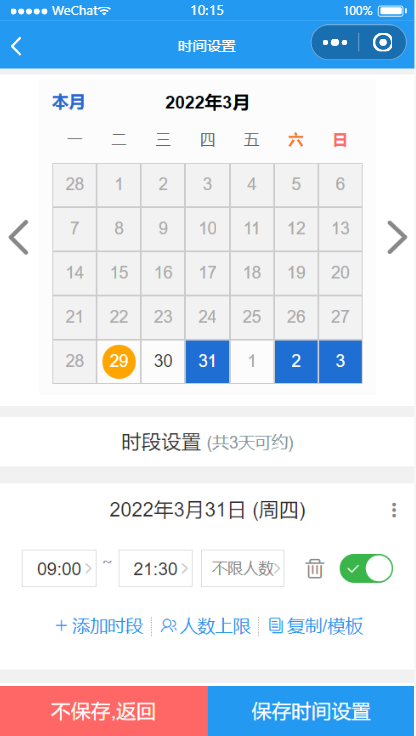 WeChat 10:15 100%
时间设置
本月 2022年3月
一 二 三 四 五 六 日
28 1 2 3 4 5 6
7 8 9 10 11 12 13
14 15 16 17 18 19 20
21 22 23 24 25 26 27
28 29 30 31 1 2 3
时段设置 (共3天可约)
2022年3月31日 (周四)
09:00 ~ 21:30 不限人数
+ 添加时段 人数上限 复制/模板
不保存,返回 保存时间设置